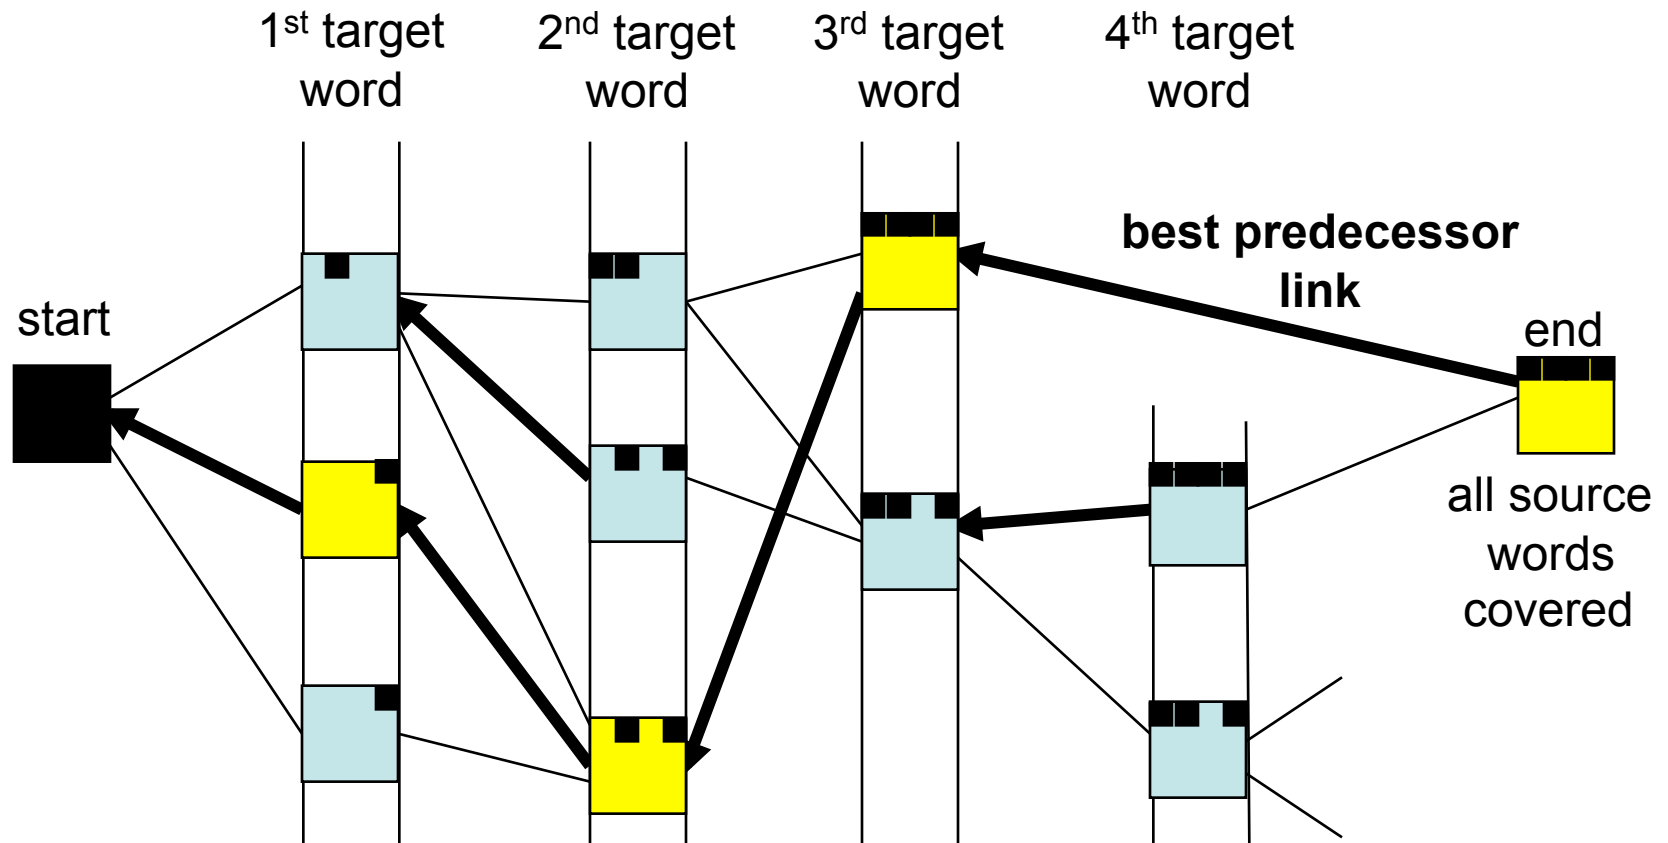 1st target
word
2nd target
word
3rd target
word
4th target
word
best predecessor
link
start
end
all source
words
covered